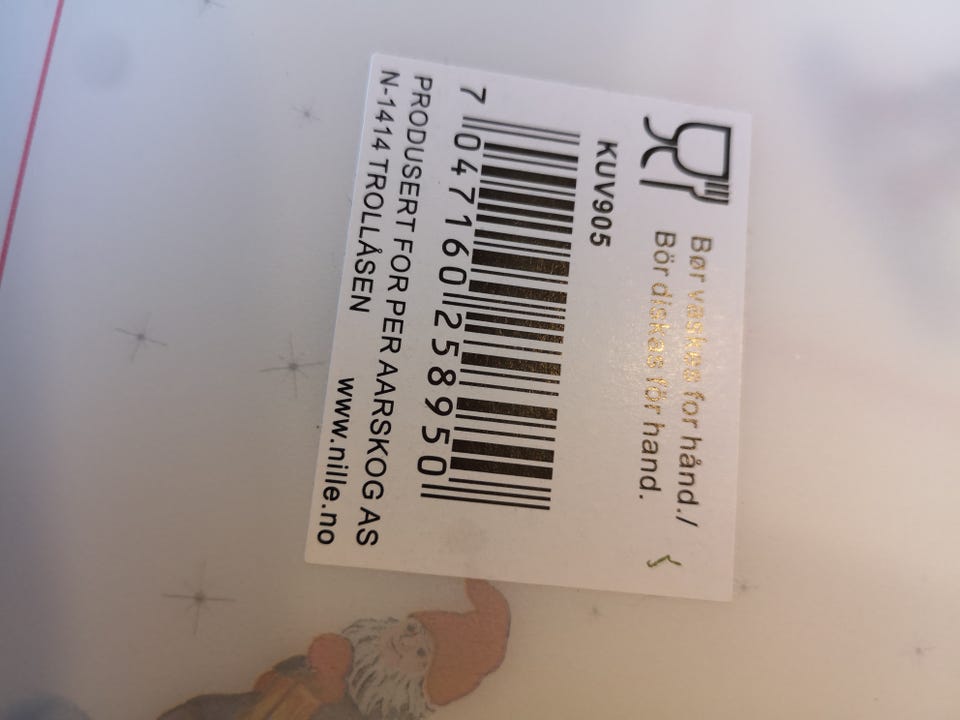 Bør vaskes for hånd./
Bör diskas för hand.
KUV905
7 047160 258950
PRODUSERT FOR PER AARSKOG AS
N-1414 TROLLÅSEN www.nille.no